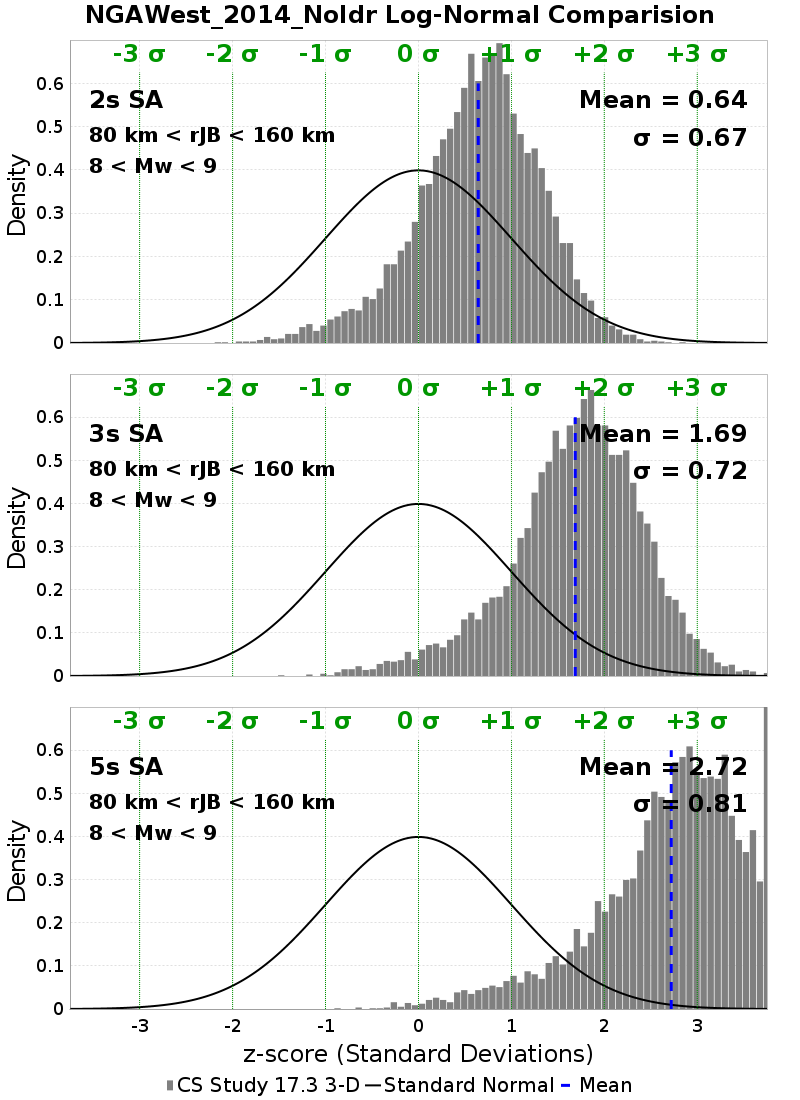 NGAWest_2014_NoIdr Log-Normal Comparision
-3 σ -2 σ -1 σ 0 σ +1 σ +2 σ +3 σ
2s SA
Mean = 0.64
80 km < rJB < 160 km
σ = 0.67
8 < Mw < 9
Density
0.6
0.5
0.4
0.3
0.2
0.1
0
-3 σ -2 σ -1 σ 0 σ +1 σ +2 σ +3 σ
3s SA
Mean = 1.69
80 km < rJB < 160 km
σ = 0.72
8 < Mw < 9
Density
0.6
0.5
0.4
0.3
0.2
0.1
0
-3 σ -2 σ -1 σ 0 σ +1 σ +2 σ +3 σ
5s SA
Mean = 2.72
80 km < rJB < 160 km
σ = 0.81
8 < Mw < 9
Density
0.6
0.5
0.4
0.3
0.2
0.1
0
-3 -2 -1 0 1 2 3
z-score (Standard Deviations)
CS Study 17.3 3-D Standard Normal Mean